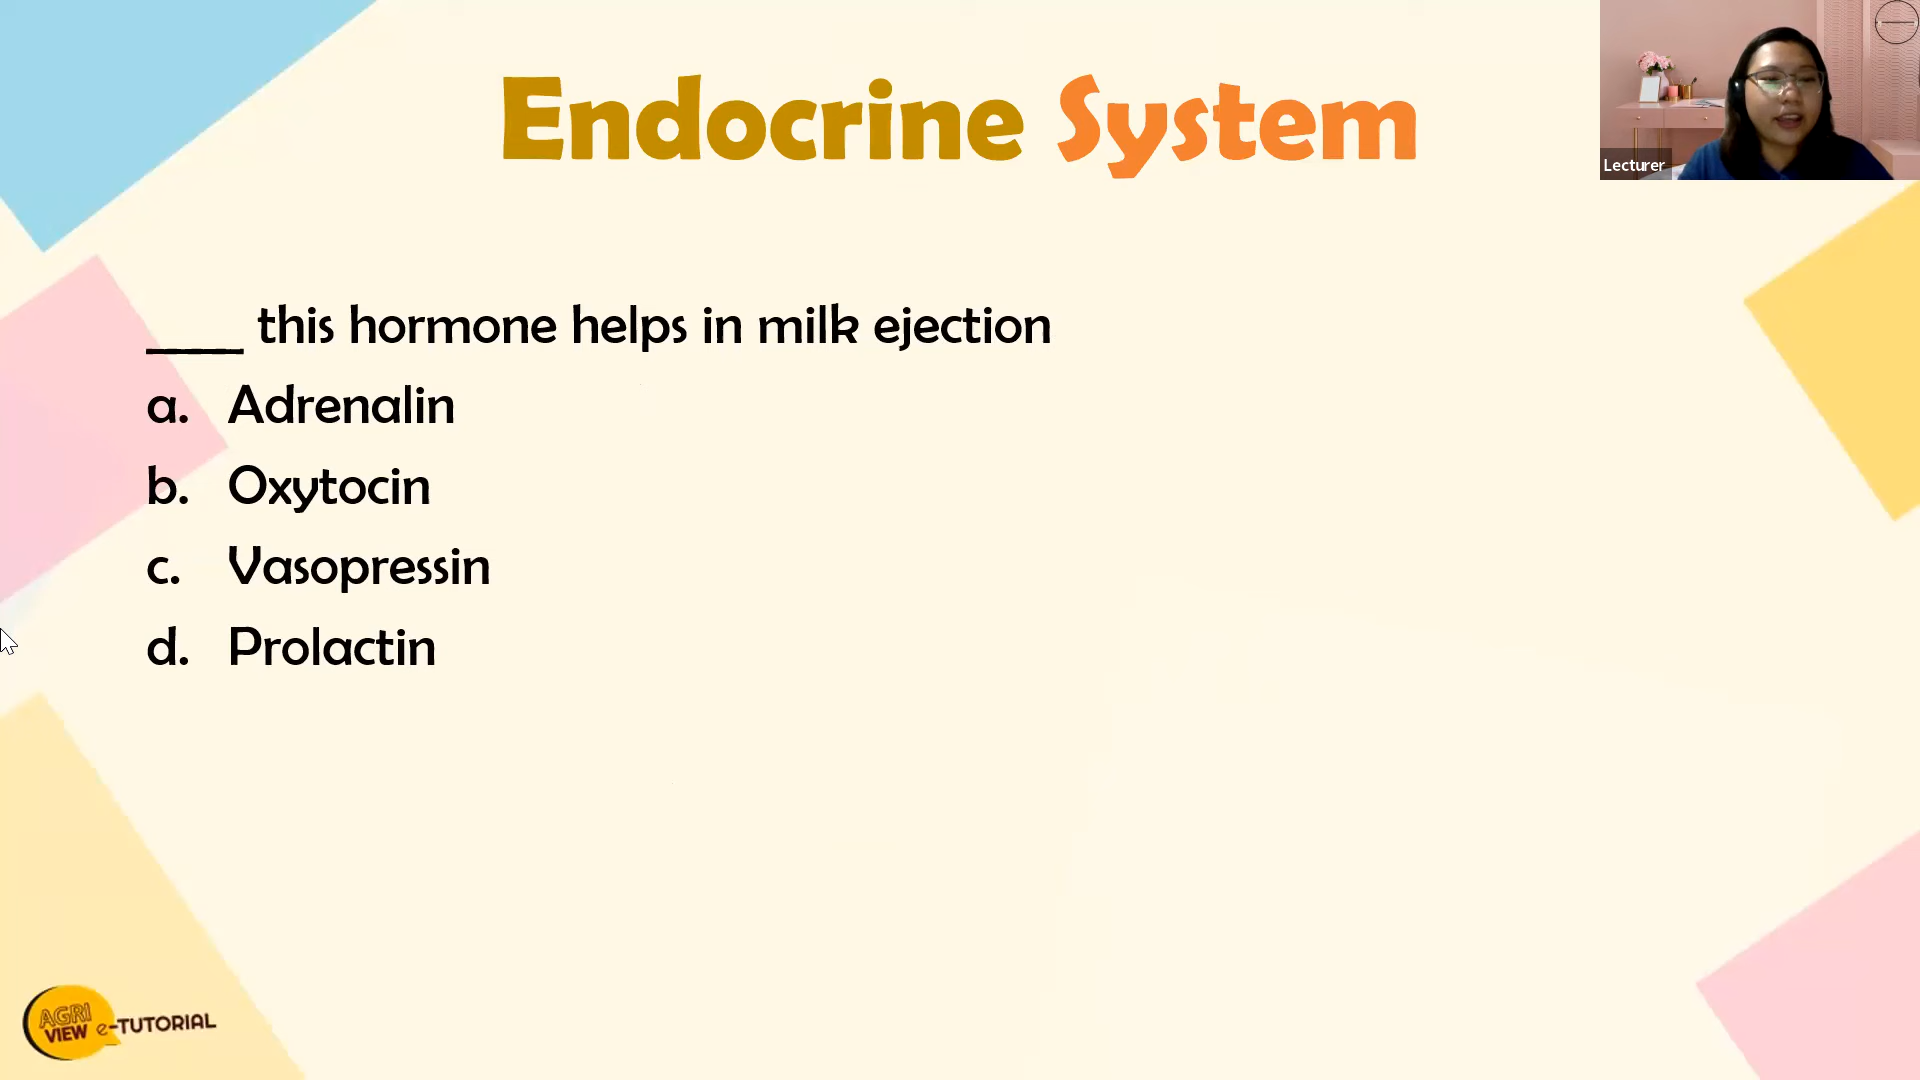 Endocrine System
Lecturer
____ this hormone helps in milk ejection
a. Adrenalin
b. Oxytocin
c. Vasopressin
d. Prolactin
AGRI
VIEW e-TUTORIAL